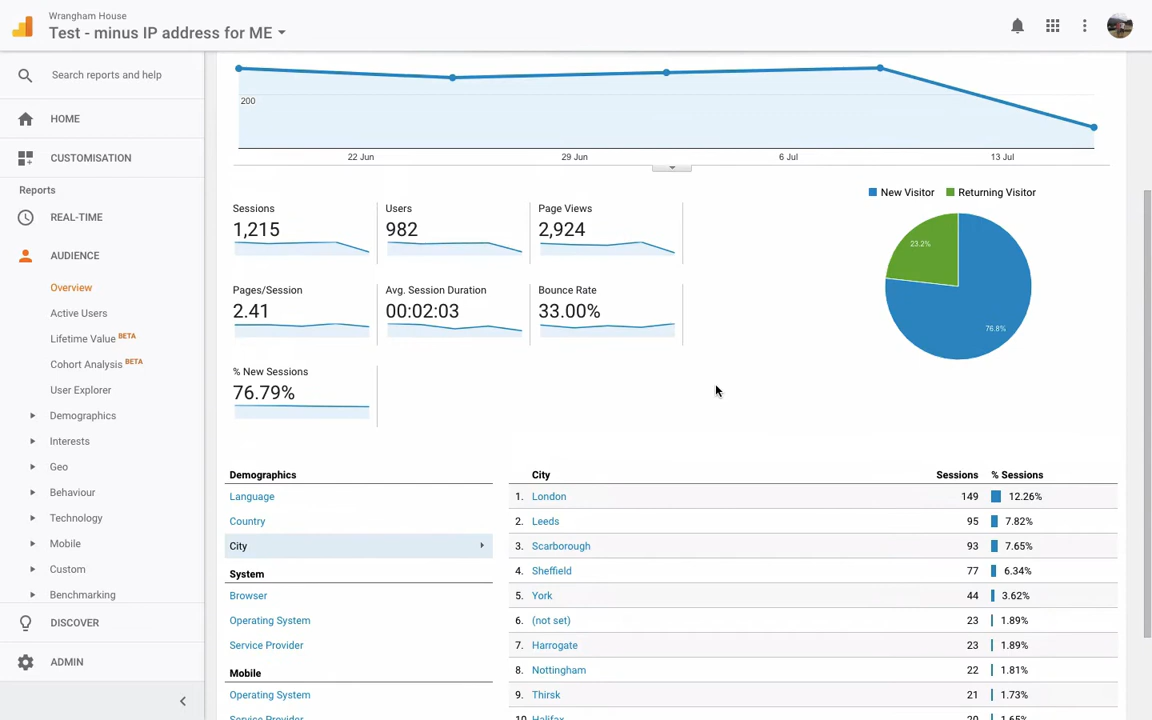 Wrangham House
Test - minus IP address for ME
Search reports and help
HOME
CUSTOMISATION
Reports
REAL-TIME
AUDIENCE
Overview
Active Users
Lifetime Value BETA
Cohort Analysis BETA
User Explorer
Demographics
Interests
Geo
Behaviour
Technology
Mobile
Custom
Benchmarking
DISCOVER
ADMIN
200
22 Jun 29 Jun 6 Jul 13 Jul
New Visitor Returning Visitor
23.2%
76.8%
Sessions Users Page Views
1,215 982 2,924
Pages/Session Avg. Session Duration Bounce Rate
2.41 00:02:03 33.00%
% New Sessions
76.79%
Demographics
Language
Country
City
System
Browser
Operating System
Service Provider
Mobile
Operating System
Service Provider
City Sessions % Sessions
1. London 149 12.26%
2. Leeds 95 7.82%
3. Scarborough 93 7.65%
4. Sheffield 77 6.34%
5. York 44 3.62%
6. (not set) 23 1.89%
7. Harrogate 23 1.89%
8. Nottingham 22 1.81%
9. Thirsk 21 1.73%
10. Halifax 20 1.65%